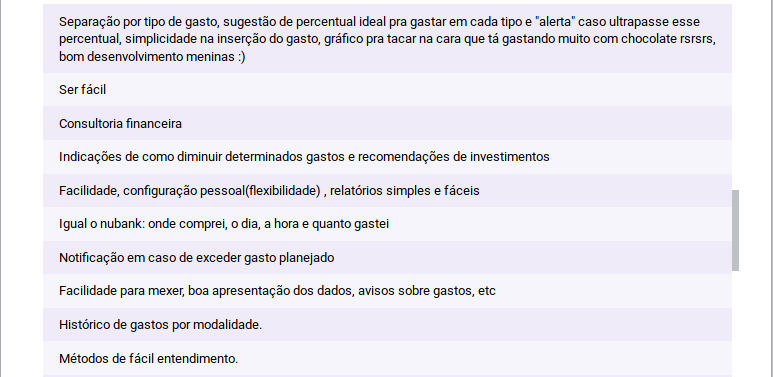 Separação por tipo de gasto, sugestão de percentual ideal pra gastar em cada tipo e "alerta" caso ultrapasse esse
percentual, simplicidade na inserção do gasto, gráfico pra tacar na cara que tá gastando muito com chocolate rsrsrs,
bom desenvolvimento meninas :)
Ser fácil
Consultoria financeira
Indicações de como diminuir determinados gastos e recomendações de investimentos
Facilidade, configuração pessoal(flexibilidade) , relatórios simples e fáceis
Igual o nubank: onde comprei, o dia, a hora e quanto gastei
Notificação em caso de exceder gasto planejado
Facilidade para mexer, boa apresentação dos dados, avisos sobre gastos, etc
Histórico de gastos por modalidade.
Métodos de fácil entendimento.